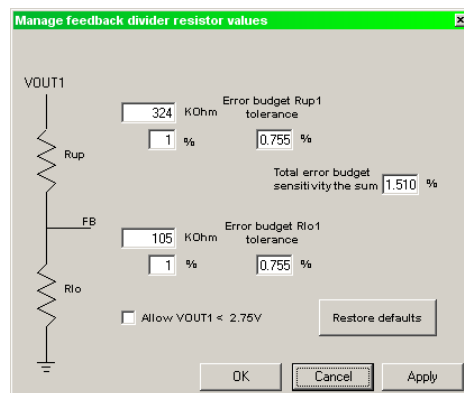 Manage feedback divider resistor values
VOUT1
Error budget Rup1
324 KOhm
tolerance
1 %
0.755 %
Rup
Total error budget
sensitivity the sum 1.510 %
FB
Error budget Rlo1
105 KOhm
tolerance
1 %
0.755 %
Rlo
Allow VOUT1 < 2.75V
Restore defaults
OK
Cancel
Apply